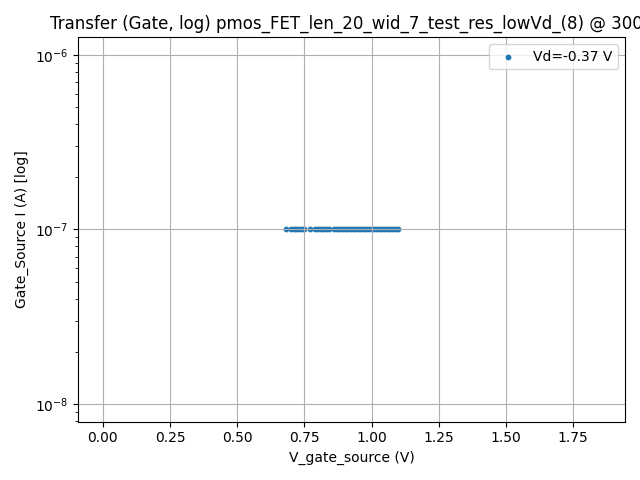 Transfer (Gate, log) pmos_FET_len_20_wid_7_test_res_lowVd_(8) @ 300
Vd=-0.37 V
Gate_Source I (A) [log]
10⁻⁶
10⁻⁷
10⁻⁸
0.00 0.25 0.50 0.75 1.00 1.25 1.50 1.75
V_gate_source (V)